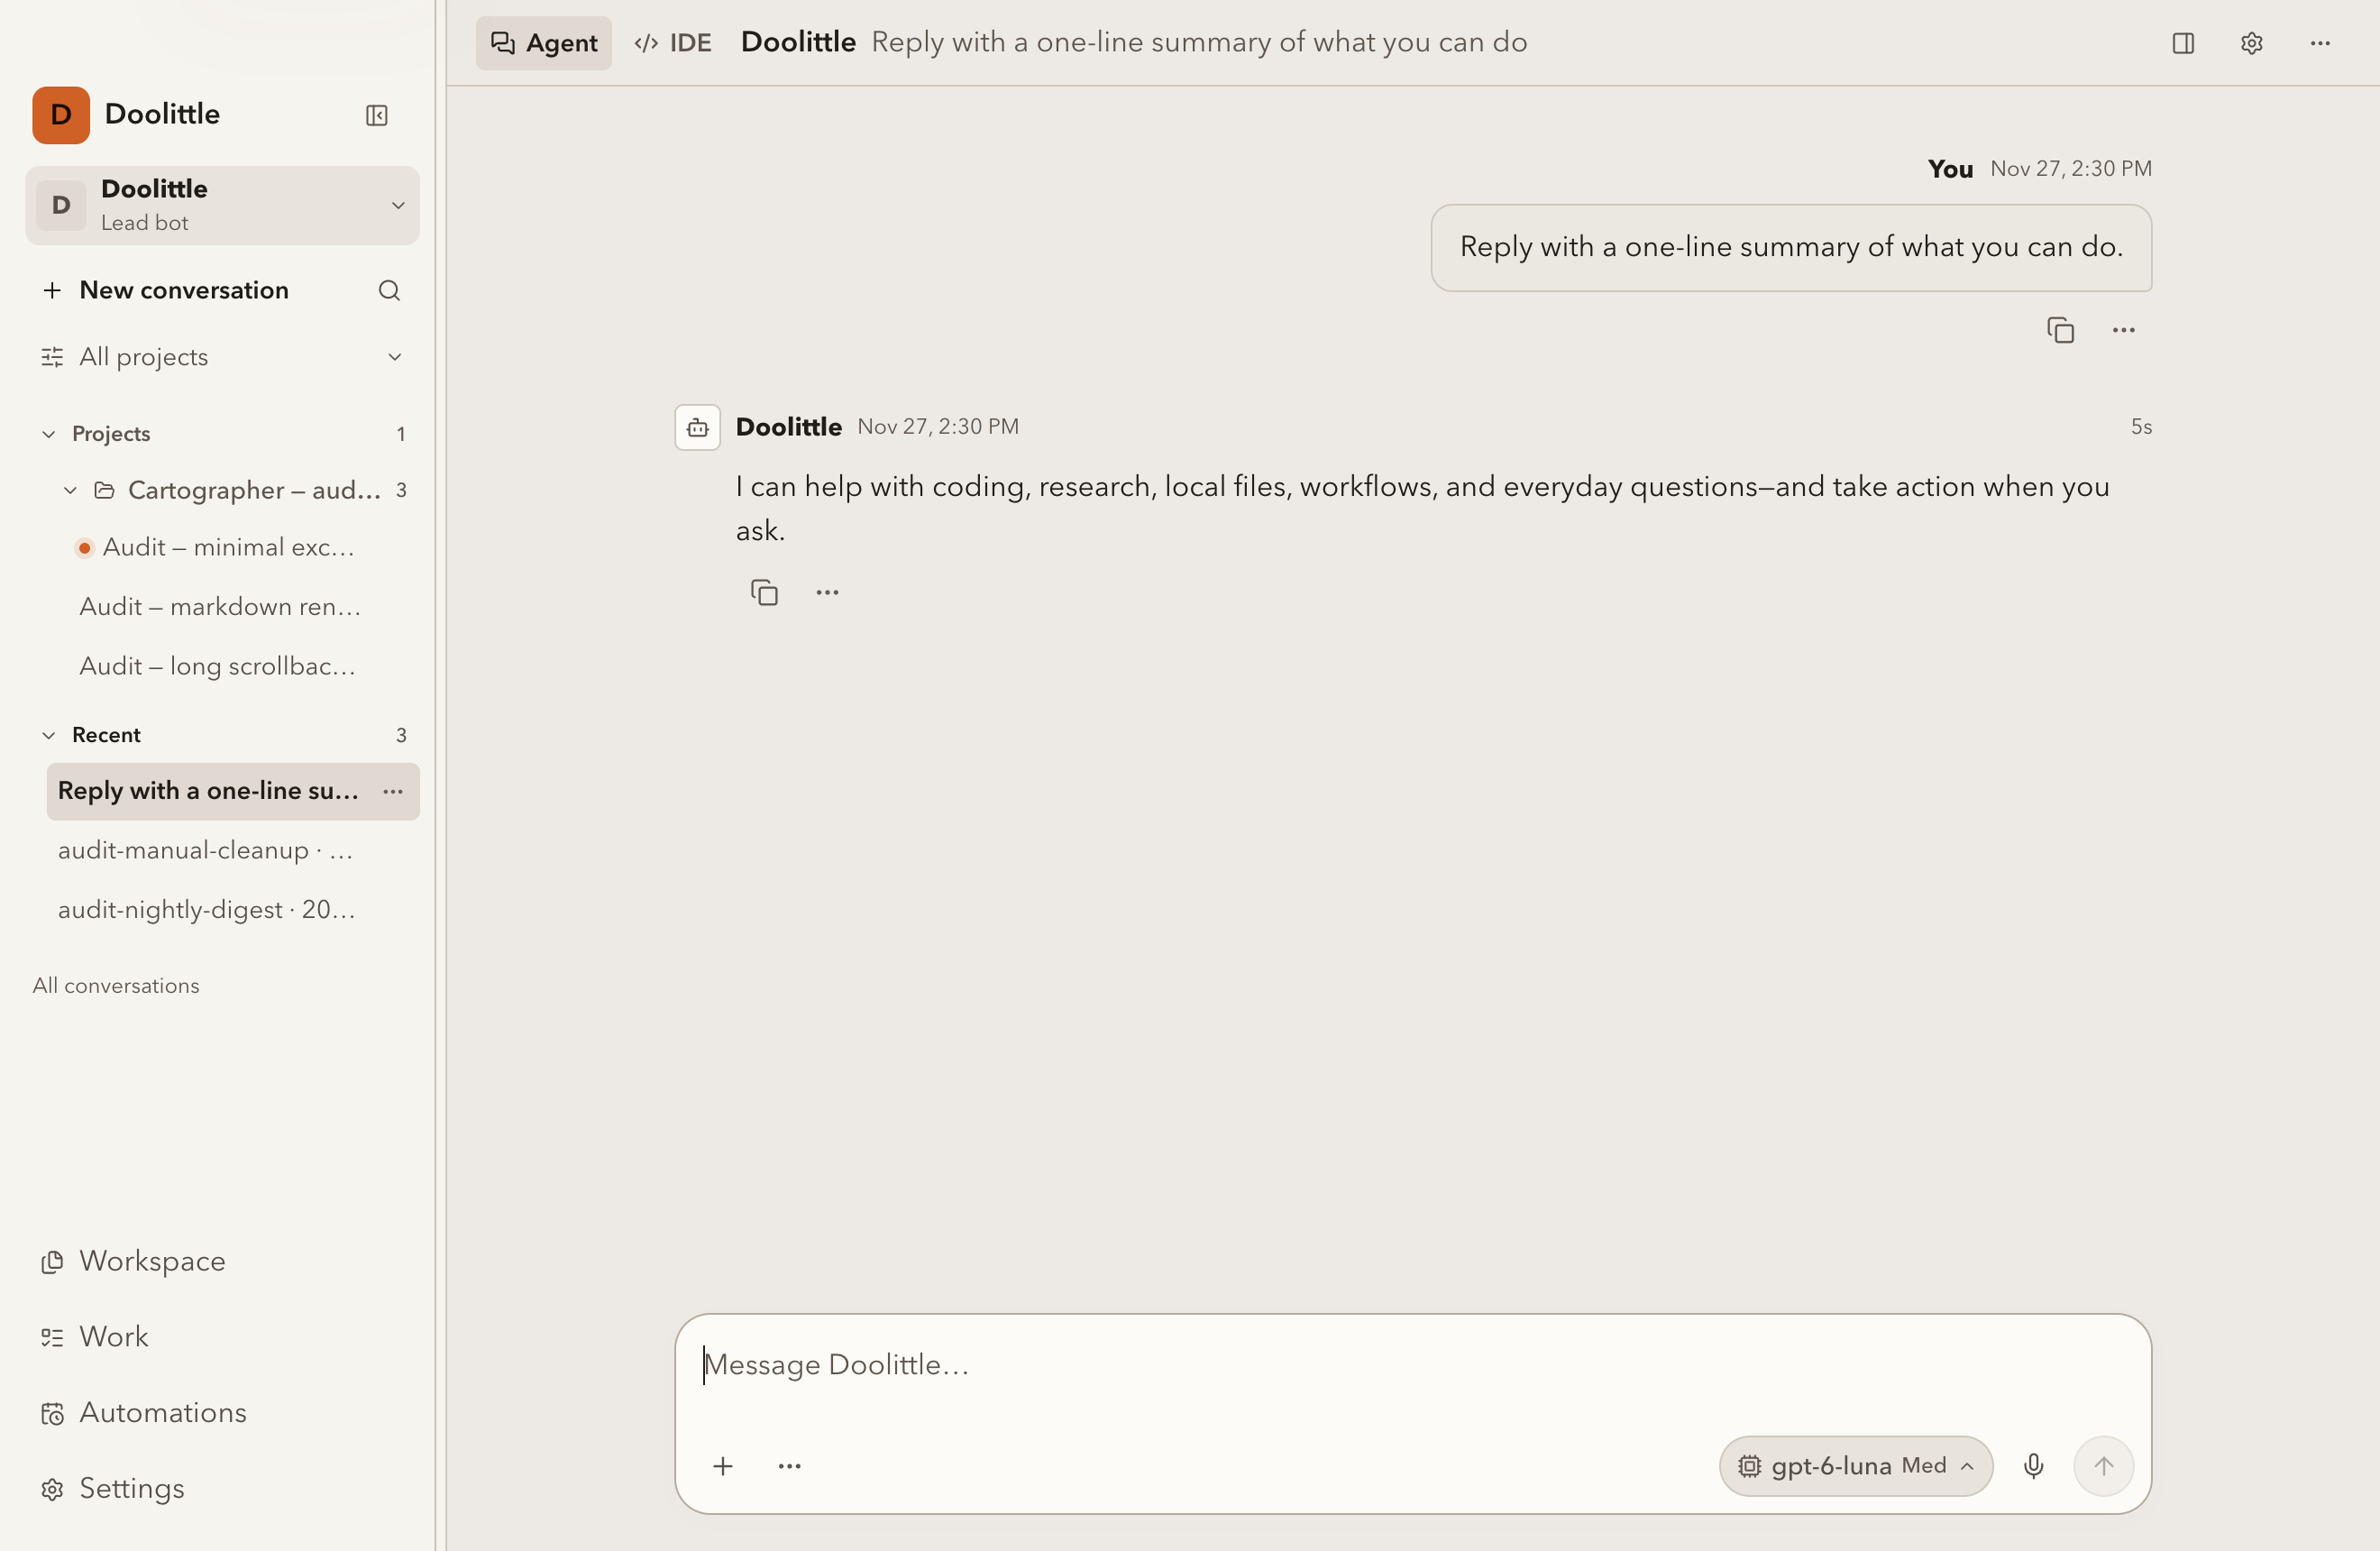 D Doolittle
D Doolittle
Lead bot
New conversation
All projects
Projects 1
Cartographer – aud... 3
Audit – minimal exc...
Audit – markdown ren...
Audit – long scrollbac...
Recent 3
Reply with a one-line su...
audit-manual-cleanup · ...
audit-nightly-digest · 20...
All conversations
Workspace
Work
Automations
Settings
Agent </> IDE Doolittle Reply with a one-line summary of what you can do
You Nov 27, 2:30 PM
Reply with a one-line summary of what you can do.
Doolittle Nov 27, 2:30 PM 5s
I can help with coding, research, local files, workflows, and everyday questions—and take action when you
ask.
Message Doolittle...
gpt-6-luna Med